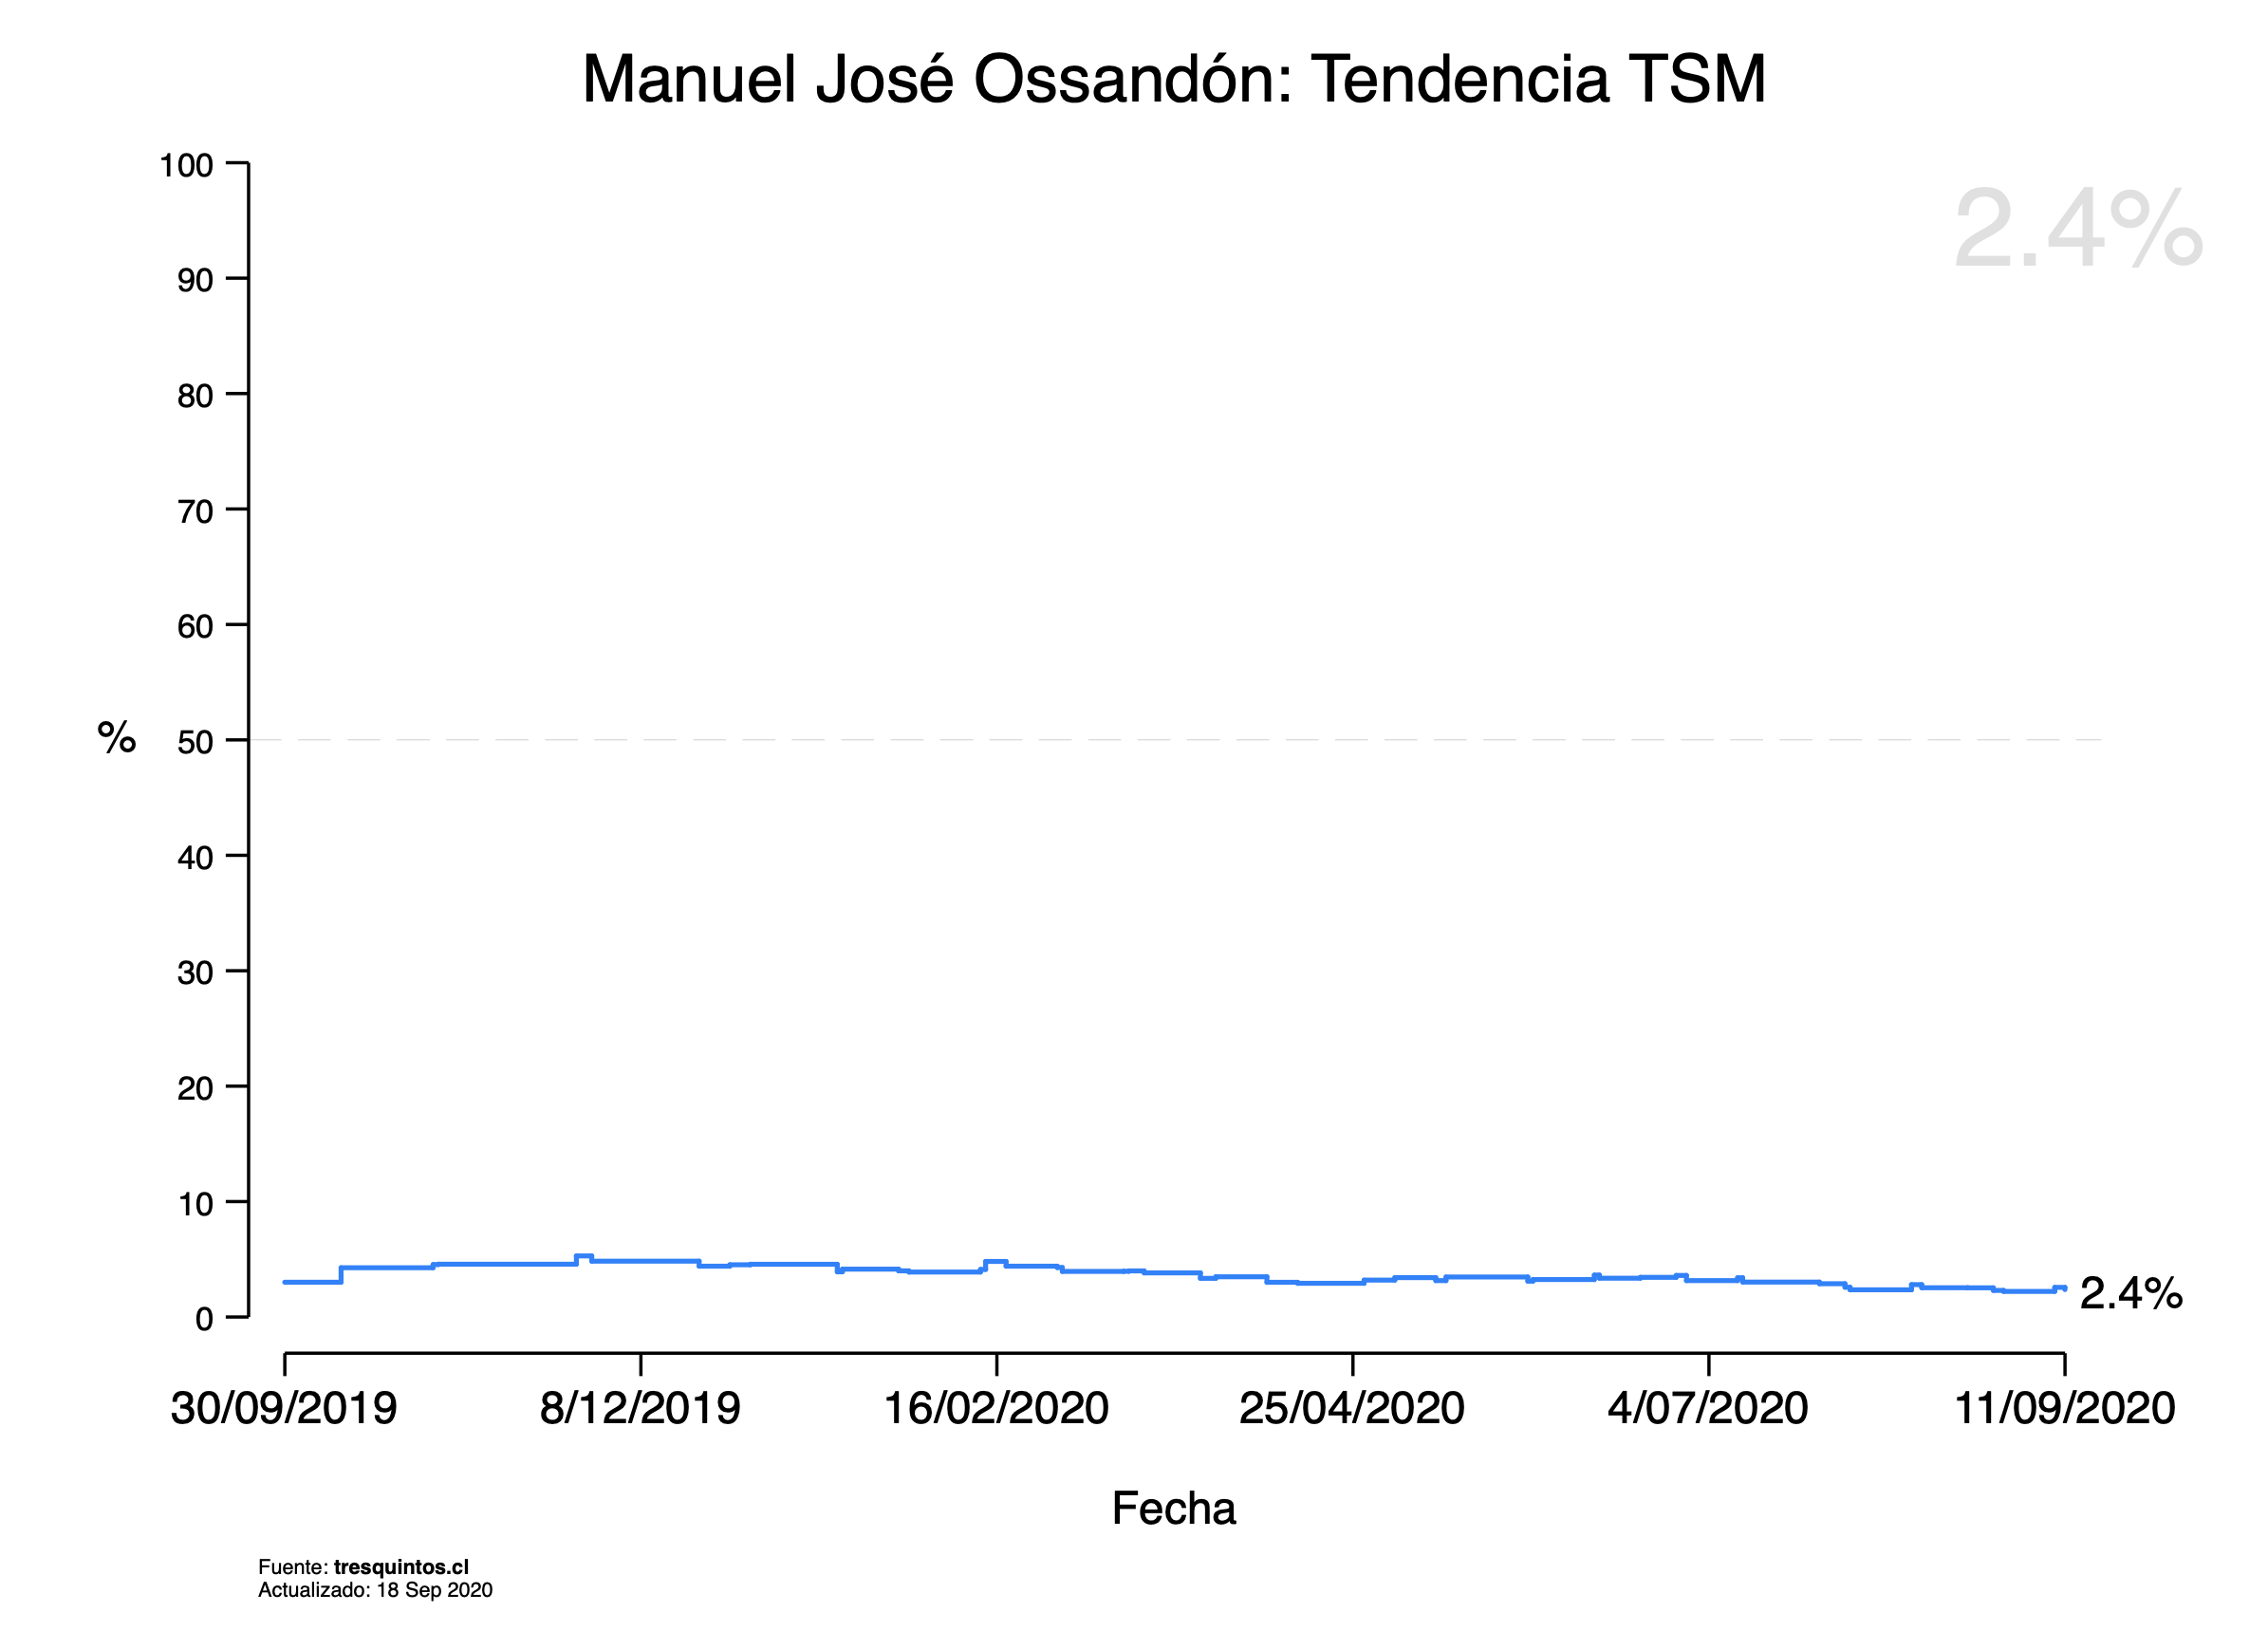 Manuel José Ossandón: Tendencia TSM
100
2.4%
90
80
70
60
% 50
40
30
20
10
0
2.4%
30/09/2019 8/12/2019 16/02/2020 25/04/2020 4/07/2020 11/09/2020
Fecha
Fuente: tresquintos.cl
Actualizado: 18 Sep 2020